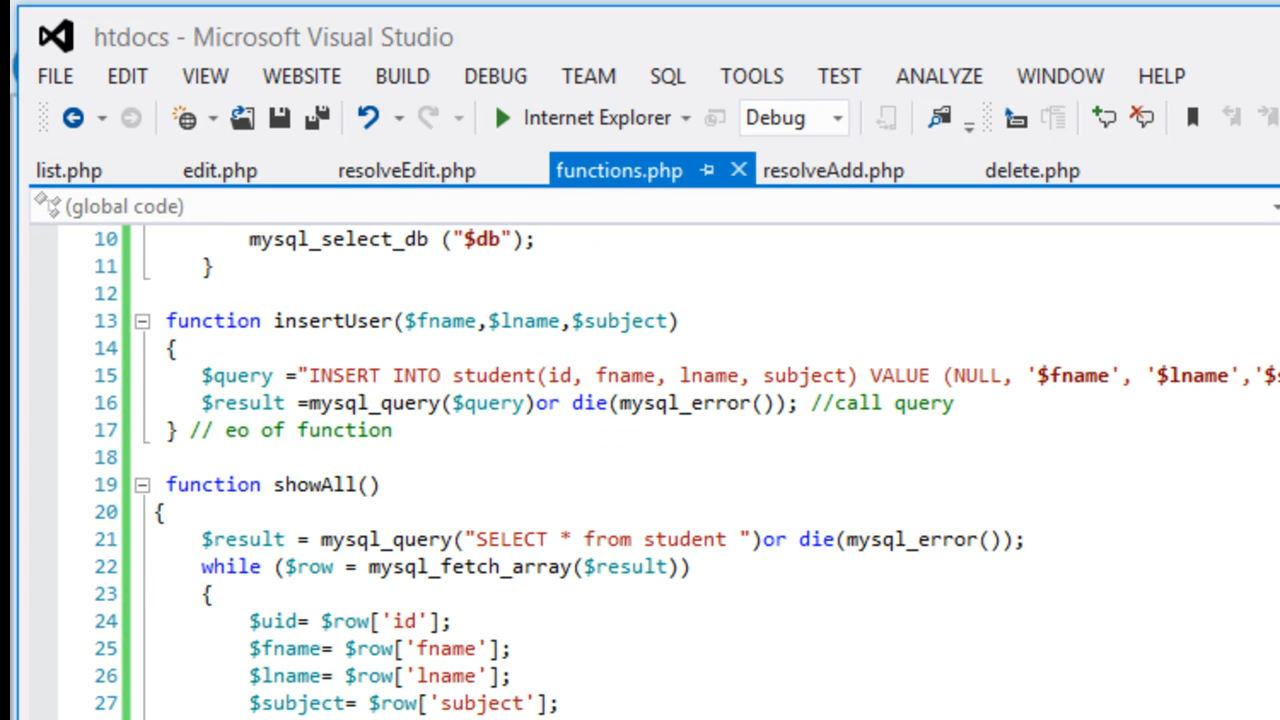 htdocs - Microsoft Visual Studio
FILE EDIT VIEW WEBSITE BUILD DEBUG TEAM SQL TOOLS TEST ANALYZE WINDOW HELP
Internet Explorer Debug
list.php edit.php resolveEdit.php functions.php resolveAdd.php delete.php
(global code)
10 mysql_select_db ("$db");
11 }
12
13 function insertUser($fname,$lname,$subject)
14 {
15 $query ="INSERT INTO student(id, fname, lname, subject) VALUE (NULL, '$fname', '$lname','$
16 $result =mysql_query($query)or die(mysql_error()); //call query
17 } // eo of function
18
19 function showAll()
20 {
21 $result = mysql_query("SELECT * from student ")or die(mysql_error());
22 while ($row = mysql_fetch_array($result))
23 {
24 $uid= $row['id'];
25 $fname= $row['fname'];
26 $lname= $row['lname'];
27 $subject= $row['subject'];